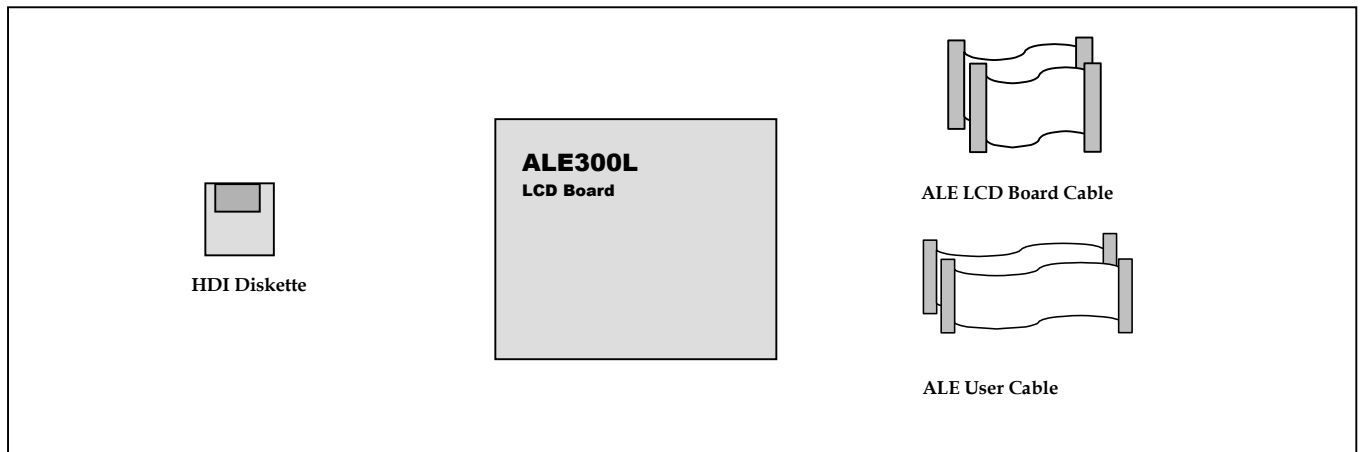 HDI Diskette
ALE300L
LCD Board
ALE LCD Board Cable
ALE User Cable